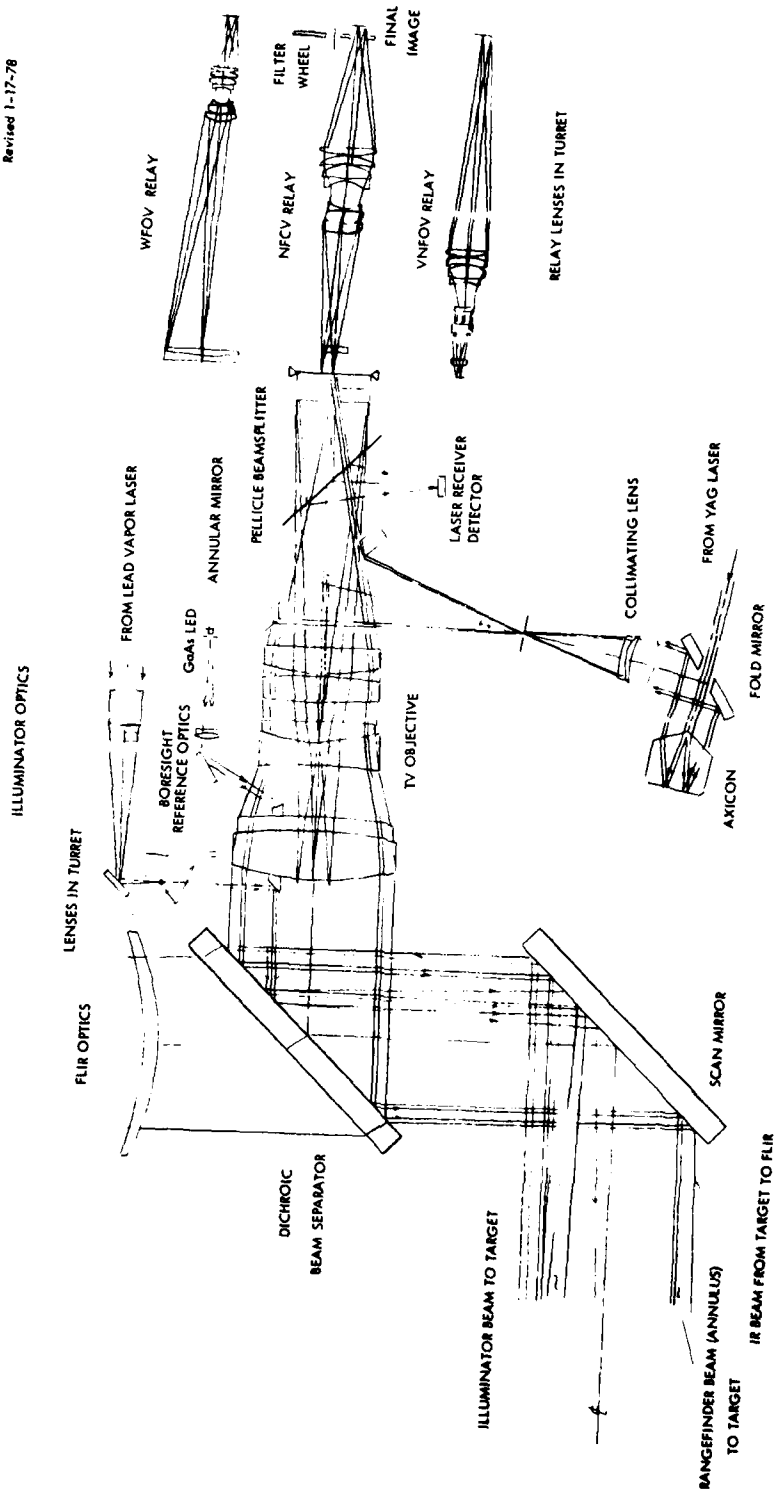 Revised 1-17-78
ILLUMINATOR OPTICS
WFOV RELAY
FILTER
WHEEL
FINAL
IMAGE
NFCV RELAY
VNFOV RELAY
RELAY LENSES IN TURRET
FROM LEAD VAPOR LASER
GaAs LED
ANNULAR MIRROR
PELLICLE BEAMSPLITTER
LASER RECEIVER
DETECTOR
COLLIMATING LENS
FROM YAG LASER
FOLD MIRROR
AXICON
TV OBJECTIVE
BORESIGHT
REFERENCE OPTICS
LENSES IN TURRET
FLIR OPTICS
DICHROIC
BEAM SEPARATOR
SCAN MIRROR
ILLUMINATOR BEAM TO TARGET
RANGEFINDER BEAM (ANNULUS)
TO TARGET
IR BEAM FROM TARGET TO FLIR